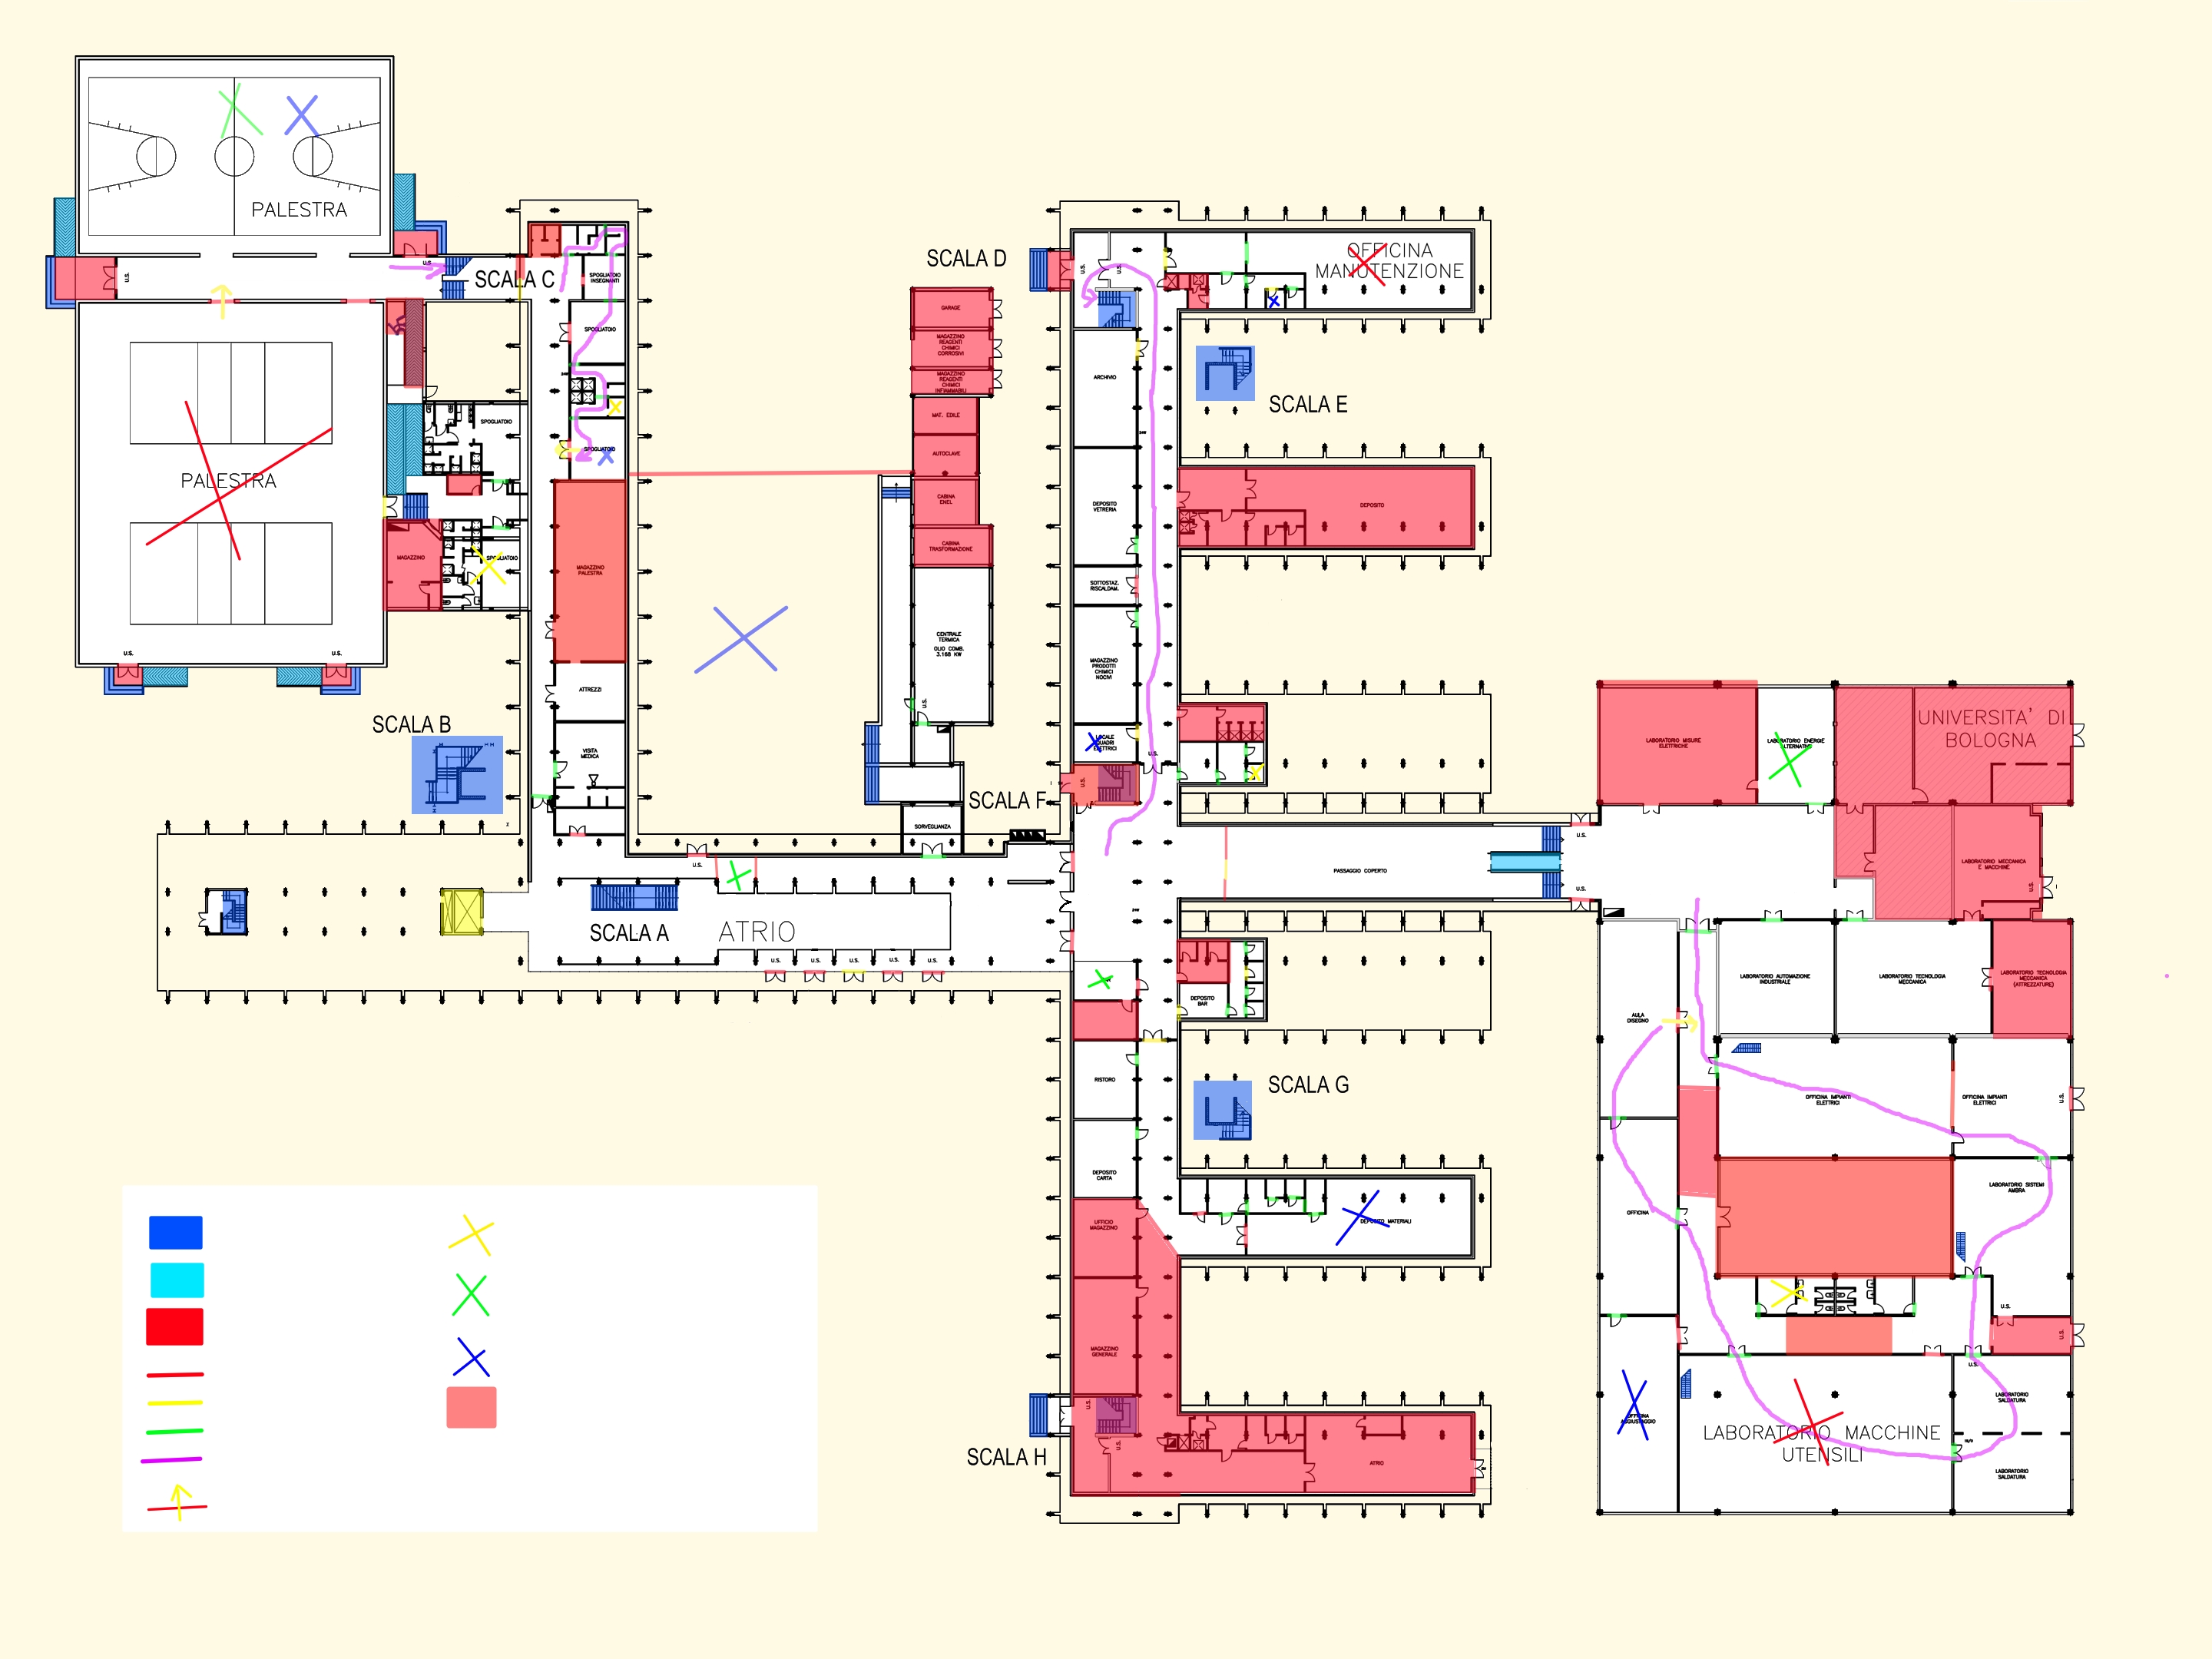 PALESTRA
U.S.
U.S.
SCALA C
SPOGLIATOIO
INSEGNANTI
SPOGLIATOIO
SPOGLIATOIO
SPOGLIATOIO
PALESTRA
MAGAZZINO
SPOGLIATOIO
U.S.
U.S.
MAGAZZINO
PALESTRA
ATTREZZI
VISITA
MEDICA
SCALA B
SCALA D
GARAGE
MAGAZZINO
REAGENTI
CHIMICI
CORROSIVI
MAGAZZINO
REAGENTI
CHIMICI
INFIAMMABILI
MAT. EDILE
AUTOCLAVE
CABINA
ENEL
CABINA
TRASFORMAZIONE
CENTRALE
TERMICA
OLIO COMB.
3.168 KW
U.S.
SCALA F
SORVEGLIANZA
U.S.
SCALA A
ATRIO
U.S.
U.S.
U.S.
U.S.
U.S.
U.S.
U.S.
OFFICINA
MANUTENZIONE
ARCHIVIO
SCALA E
DEPOSITO
VETRERIA
DEPOSITO
SOTTOSTAZ.
RISCALDAM.
MAGAZZINO
PRODOTTI
CHIMICI
NOCIVI
LOCALE
QUADRI
ELETTRICI
U.S.
U.S.
PASSAGGIO COPERTO
U.S.
U.S.
DEPOSITO
BAR
RISTORO
SCALA G
DEPOSITO
CARTA
UFFICIO
MAGAZZINO
DEPOSITO MATERIALI
MAGAZZINO
GENERALE
U.S.
U.S.
SCALA H
ATRIO
LABORATORIO MISURE
ELETTRICHE
LABORATORIO ENERGIE
ALTERNATIVE
UNIVERSITA' DI
BOLOGNA
LABORATORIO MECCANICA
E MACCHINE
U.S.
LABORATORIO AUTOMAZIONE
INDUSTRIALE
LABORATORIO TECNOLOGIA
MECCANICA
LABORATORIO TECNOLOGIA
MECCANICA
(ATTREZZATURE)
AULA
DISEGNO
OFFICINA IMPIANTI
ELETTRICI
OFFICINA IMPIANTI
ELETTRICI
U.S.
LABORATORIO SISTEMI
AMBRA
OFFICINA
U.S.
U.S.
U.S.
OFFICINA
AGGIUSTAGGIO
LABORATORIO MACCHINE
UTENSILI
LABORATORIO
SALDATURA
LABORATORIO
SALDATURA